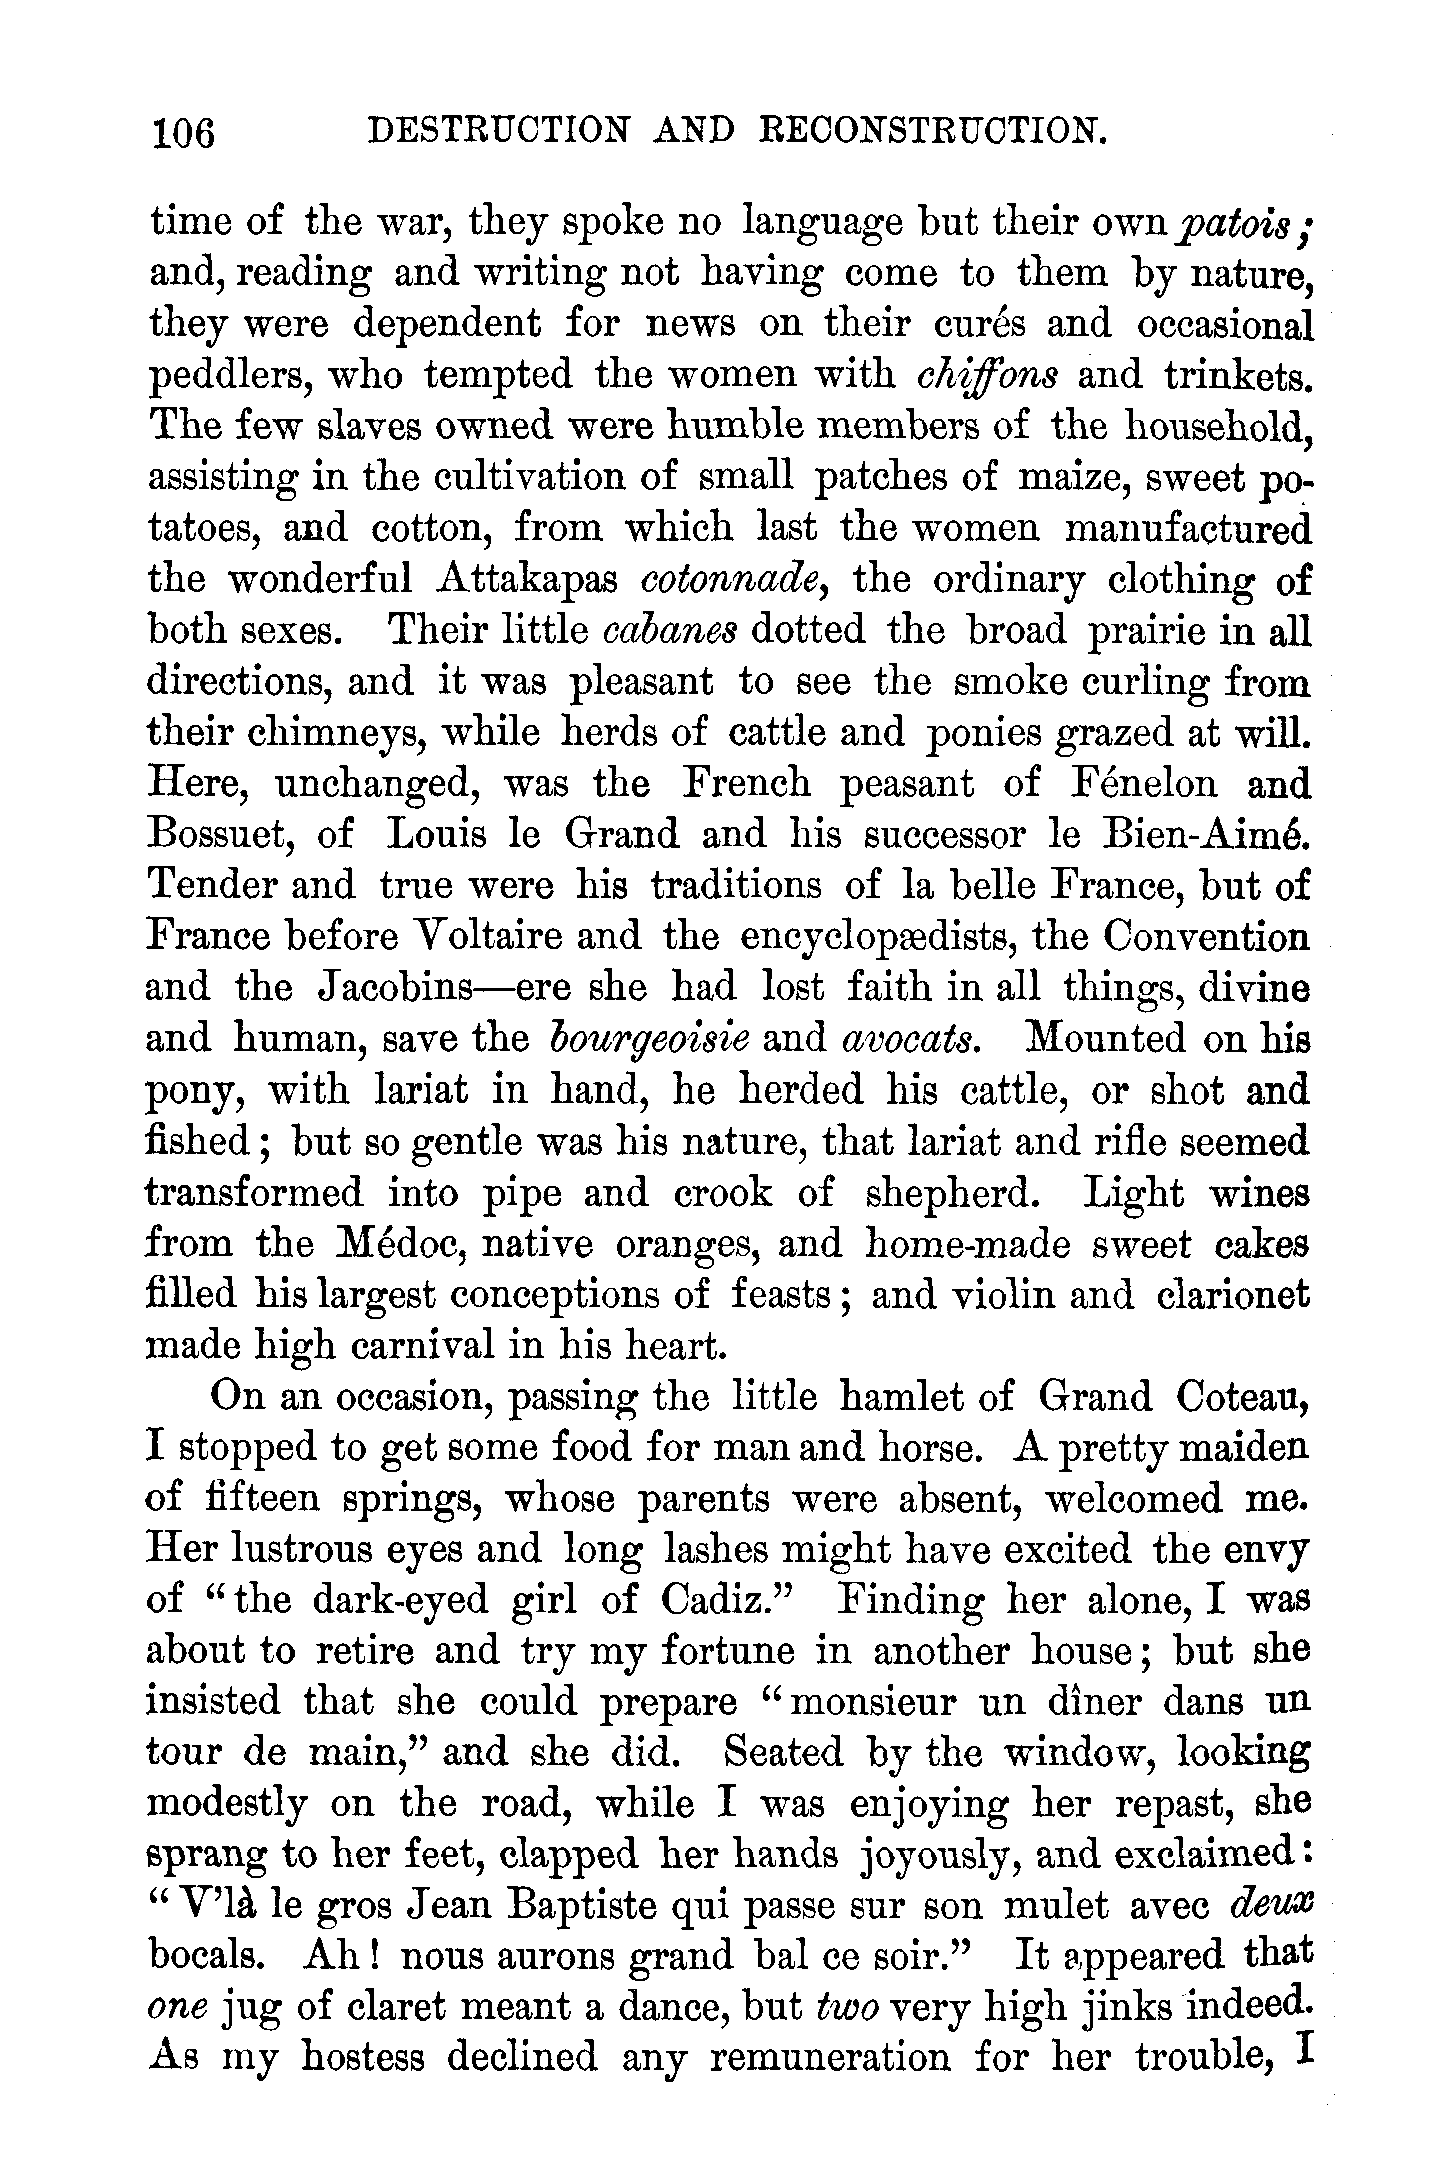 106 DESTRUCTION AND RECONSTRUCTION.
time of the war, they spoke no language but their own patois;
and, reading and writing not having come to them by nature,
they were dependent for news on their curés and occasional
peddlers, who tempted the women with chiffons and trinkets.
The few slaves owned were humble members of the household,
assisting in the cultivation of small patches of maize, sweet po-
tatoes, and cotton, from which last the women manufactured
the wonderful Attakapas cotonnade, the ordinary clothing of
both sexes. Their little cabanes dotted the broad prairie in all
directions, and it was pleasant to see the smoke curling from
their chimneys, while herds of cattle and ponies grazed at will.
Here, unchanged, was the French peasant of Fénelon and
Bossuet, of Louis le Grand and his successor le Bien-Aimé.
Tender and true were his traditions of la belle France, but of
France before Voltaire and the encyclopædists, the Convention
and the Jacobins—ere she had lost faith in all things, divine
and human, save the bourgeoisie and avocats. Mounted on his
pony, with lariat in hand, he herded his cattle, or shot and
fished; but so gentle was his nature, that lariat and rifle seemed
transformed into pipe and crook of shepherd. Light wines
from the Médoc, native oranges, and home-made sweet cakes
filled his largest conceptions of feasts; and violin and clarionet
made high carnival in his heart.
On an occasion, passing the little hamlet of Grand Coteau,
I stopped to get some food for man and horse. A pretty maiden
of fifteen springs, whose parents were absent, welcomed me.
Her lustrous eyes and long lashes might have excited the envy
of "the dark-eyed girl of Cadiz." Finding her alone, I was
about to retire and try my fortune in another house; but she
insisted that she could prepare "monsieur un dîner dans un
tour de main," and she did. Seated by the window, looking
modestly on the road, while I was enjoying her repast, she
sprang to her feet, clapped her hands joyously, and exclaimed:
"V'là le gros Jean Baptiste qui passe sur son mulet avec deux
bocals. Ah! nous aurons grand bal ce soir." It appeared that
one jug of claret meant a dance, but two very high jinks indeed.
As my hostess declined any remuneration for her trouble, I